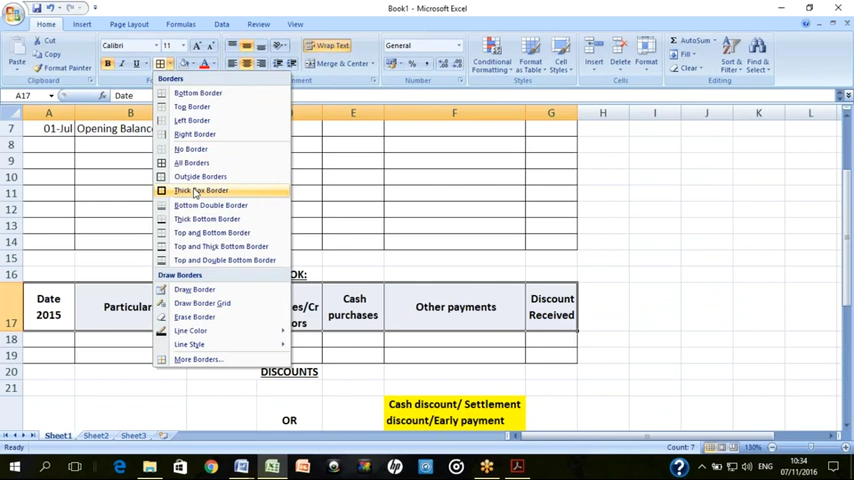 Book1 - Microsoft Excel
Home Insert Page Layout Formulas Data Review View
Cut
Copy
Format Painter
Paste
Clipboard
Calibri 11
Wrap Text
Merge & Center
General
Number
Conditional Formatting
Format as Table
Cell Styles
Styles
Insert Delete Format
Cells
AutoSum
Fill
Clear
Sort & Filter
Find & Select
Editing
A17 Date
A B E F G H I J K L
7 01-Jul Opening Balance
8
9
10
11
12
13
14
15
16 OK:
17 Date 2015 Cash purchases Other payments Discount Received
18
19
20 DISCOUNTS
21
Cash discount/ Settlement
discount/Early payment
OR
Borders
Bottom Border
Top Border
Left Border
Right Border
No Border
All Borders
Outside Borders
Thick Box Border
Bottom Double Border
Thick Bottom Border
Top and Bottom Border
Top and Thick Bottom Border
Top and Double Bottom Border
Draw Borders
Draw Border
Draw Border Grid
Erase Border
Line Color
Line Style
More Borders...
Sheet1 Sheet2 Sheet3
Ready
Average: Count: 7 130%
ENG
10:34
07/11/2016